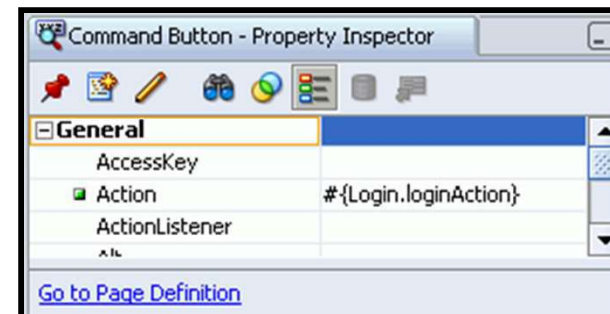 Command Button - Property Inspector
General
AccessKey
Action #{Login.loginAction}
ActionListener
Go to Page Definition